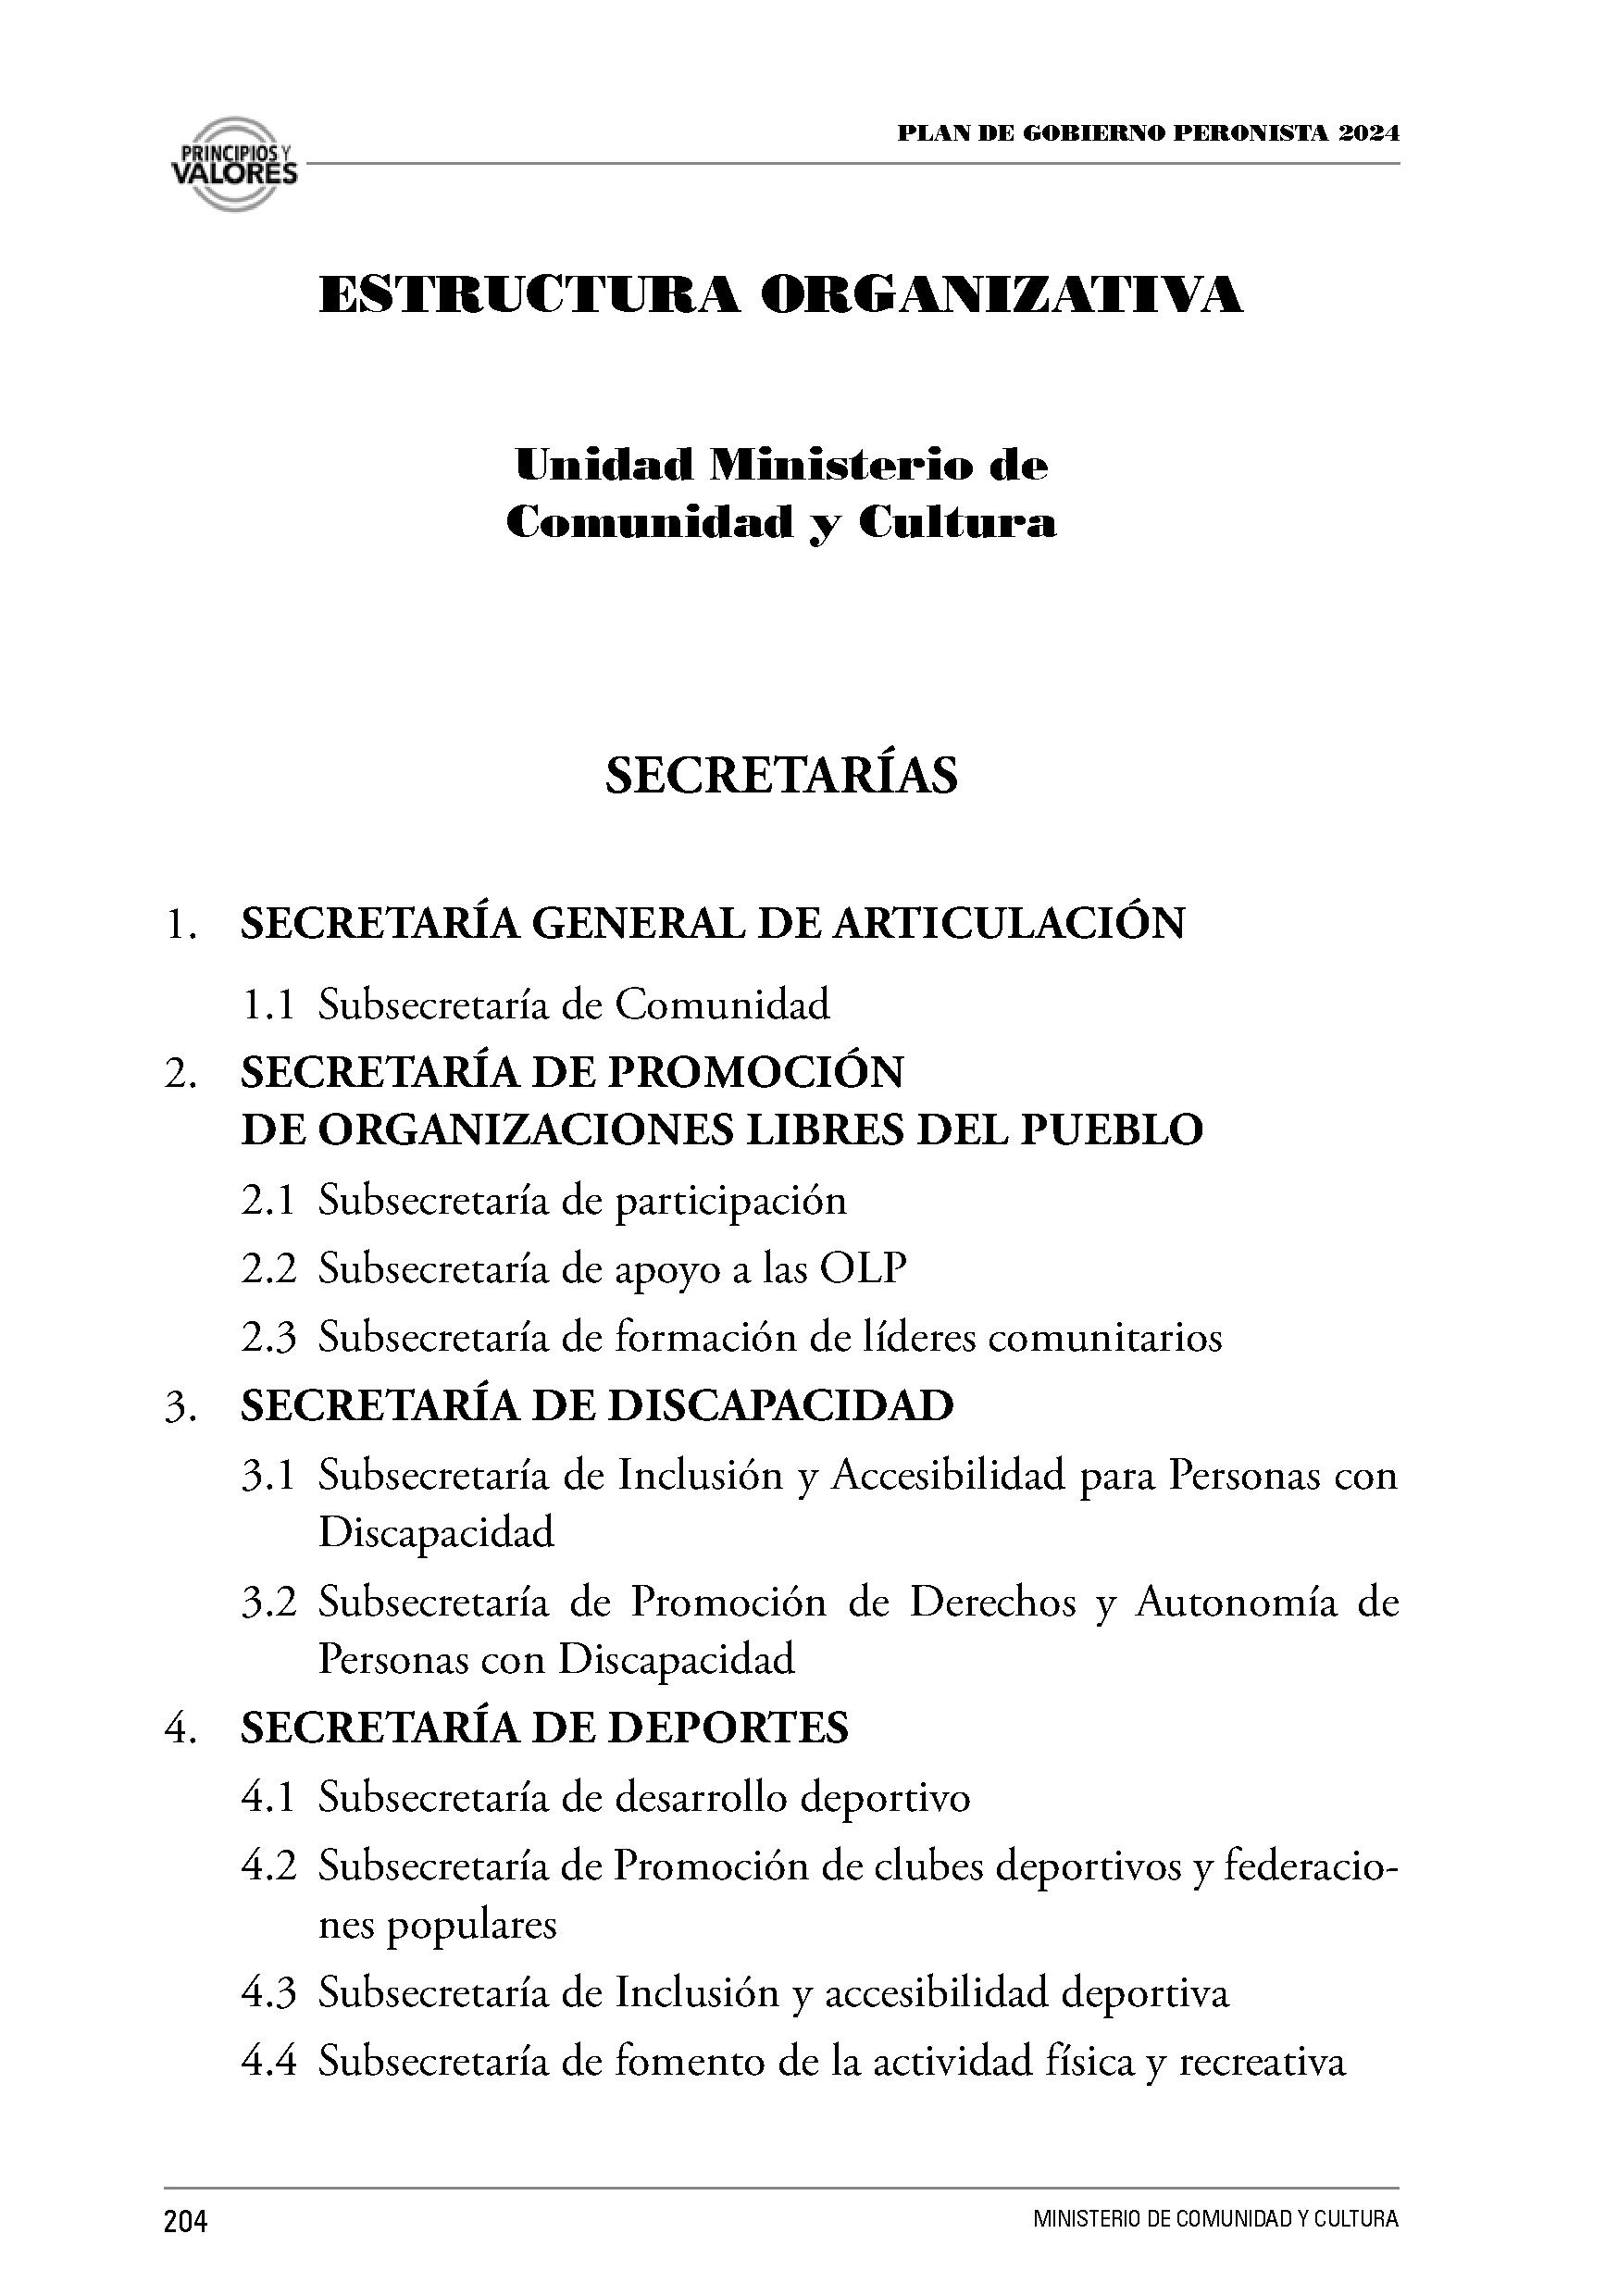 PRINCIPIOS Y
VALORES
PLAN DE GOBIERNO PERONISTA 2024
ESTRUCTURA ORGANIZATIVA
Unidad Ministerio de
Comunidad y Cultura
SECRETARÍAS
1. SECRETARÍA GENERAL DE ARTICULACIÓN
1.1 Subsecretaría de Comunidad
2. SECRETARÍA DE PROMOCIÓN
DE ORGANIZACIONES LIBRES DEL PUEBLO
2.1 Subsecretaría de participación
2.2 Subsecretaría de apoyo a las OLP
2.3 Subsecretaría de formación de líderes comunitarios
3. SECRETARÍA DE DISCAPACIDAD
3.1 Subsecretaría de Inclusión y Accesibilidad para Personas con
Discapacidad
3.2 Subsecretaría de Promoción de Derechos y Autonomía de
Personas con Discapacidad
4. SECRETARÍA DE DEPORTES
4.1 Subsecretaría de desarrollo deportivo
4.2 Subsecretaría de Promoción de clubes deportivos y federacio-
nes populares
4.3 Subsecretaría de Inclusión y accesibilidad deportiva
4.4 Subsecretaría de fomento de la actividad física y recreativa
204
MINISTERIO DE COMUNIDAD Y CULTURA